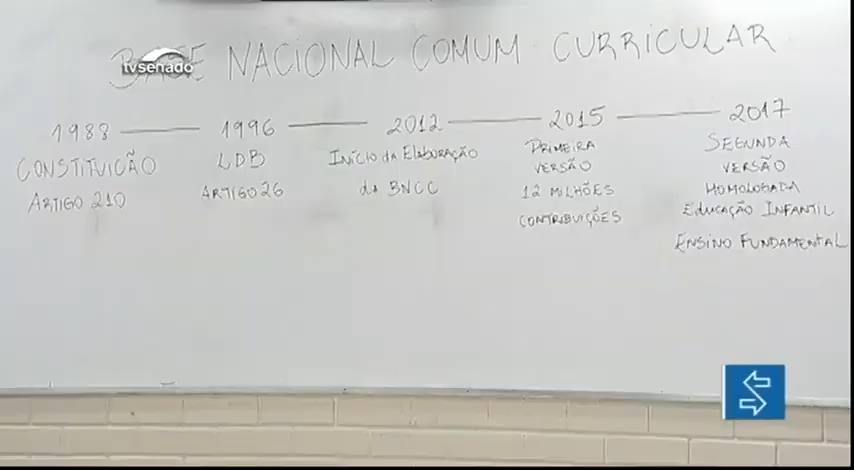 BASE NACIONAL COMUM CURRICULAR
tvsenado
1988 1996 2012 2015 2017
CONSTITUIÇÃO
ARTIGO 210
LDB
ARTIGO 26
INÍCIO DA ELABORAÇÃO
DA BNCC
PRIMEIRA
VERSÃO
12 MILHÕES
CONTRIBUIÇÕES
SEGUNDA
VERSÃO
HOMOLOGADA
EDUCAÇÃO INFANTIL
ENSINO FUNDAMENTAL